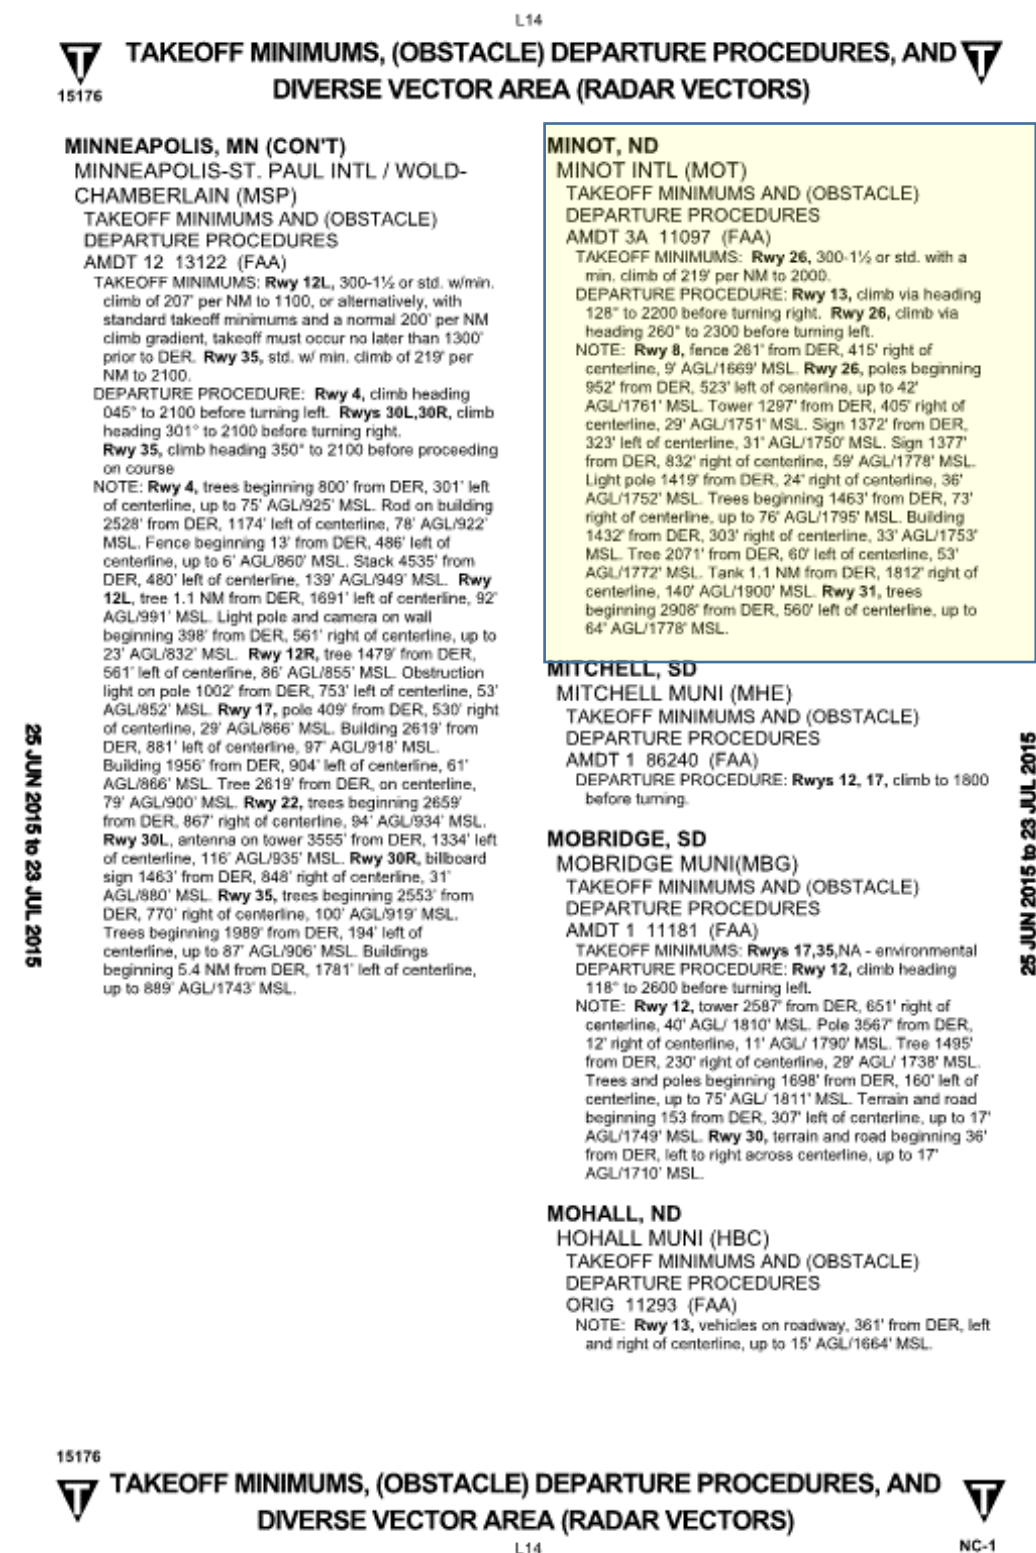 L14
TAKEOFF MINIMUMS, (OBSTACLE) DEPARTURE PROCEDURES, AND
DIVERSE VECTOR AREA (RADAR VECTORS)
T
15176
T
MINNEAPOLIS, MN (CON'T)
MINNEAPOLIS-ST. PAUL INTL / WOLD-
CHAMBERLAIN (MSP)
TAKEOFF MINIMUMS AND (OBSTACLE)
DEPARTURE PROCEDURES
AMDT 12 13122 (FAA)
TAKEOFF MINIMUMS: Rwy 12L, 300-1½ or std. w/min.
climb of 207' per NM to 1100, or alternatively, with
standard takeoff minimums and a normal 200' per NM
climb gradient, takeoff must occur no later than 1300'
prior to DER. Rwy 35, std. w/ min. climb of 219' per
NM to 2100.
DEPARTURE PROCEDURE: Rwy 4, climb heading
045° to 2100 before turning left. Rwys 30L,30R, climb
heading 301° to 2100 before turning right.
Rwy 35, climb heading 350° to 2100 before proceeding
on course
NOTE: Rwy 4, trees beginning 800' from DER, 301' left
of centerline, up to 75' AGL/925' MSL. Rod on building
2528' from DER, 1174' left of centerline, 78' AGL/922'
MSL. Fence beginning 13' from DER, 486' left of
centerline, up to 6' AGL/860' MSL. Stack 4535' from
DER, 480' left of centerline, 139' AGL/949' MSL. Rwy
12L, tree 1.1 NM from DER, 1691' left of centerline, 92'
AGL/991' MSL. Light pole and camera on wall
beginning 398' from DER, 561' right of centerline, up to
23' AGL/832' MSL. Rwy 12R, tree 1479' from DER,
561' left of centerline, 86' AGL/855' MSL. Obstruction
light on pole 1002' from DER, 753' left of centerline, 53'
AGL/852' MSL. Rwy 17, pole 409' from DER, 530' right
of centerline, 29' AGL/866' MSL. Building 2619' from
DER, 881' left of centerline, 97' AGL/918' MSL.
Building 1956' from DER, 904' left of centerline, 61'
AGL/866' MSL. Tree 2619' from DER, on centerline,
79' AGL/900' MSL. Rwy 22, trees beginning 2659'
from DER, 867' right of centerline, 94' AGL/934' MSL.
Rwy 30L, antenna on tower 3555' from DER, 1334' left
of centerline, 116' AGL/935' MSL. Rwy 30R, billboard
sign 1463' from DER, 848' right of centerline, 31'
AGL/880' MSL. Rwy 35, trees beginning 2553' from
DER, 770' right of centerline, 100' AGL/919' MSL.
Trees beginning 1989' from DER, 194' left of
centerline, up to 87' AGL/906' MSL. Buildings
beginning 5.4 NM from DER, 1781' left of centerline,
up to 889' AGL/1743' MSL.
MINOT, ND
MINOT INTL (MOT)
TAKEOFF MINIMUMS AND (OBSTACLE)
DEPARTURE PROCEDURES
AMDT 3A 11097 (FAA)
TAKEOFF MINIMUMS: Rwy 26, 300-1½ or std. with a
min. climb of 219' per NM to 2000.
DEPARTURE PROCEDURE: Rwy 13, climb via heading
128° to 2200 before turning right. Rwy 26, climb via
heading 260° to 2300 before turning left.
NOTE: Rwy 8, fence 261' from DER, 415' right of
centerline, 9' AGL/1669' MSL. Rwy 26, poles beginning
952' from DER, 523' left of centerline, up to 42'
AGL/1761' MSL. Tower 1297' from DER, 405' right of
centerline, 29' AGL/1751' MSL. Sign 1372' from DER,
323' left of centerline, 31' AGL/1750' MSL. Sign 1377'
from DER, 832' right of centerline, 59' AGL/1778' MSL.
Light pole 1419' from DER, 24' right of centerline, 36'
AGL/1752' MSL. Trees beginning 1463' from DER, 73'
right of centerline, up to 76' AGL/1795' MSL. Building
1432' from DER, 303' right of centerline, 33' AGL/1753'
MSL. Tree 2071' from DER, 60' left of centerline, 53'
AGL/1772' MSL. Tank 1.1 NM from DER, 1812' right of
centerline, 140' AGL/1900' MSL. Rwy 31, trees
beginning 2908' from DER, 560' left of centerline, up to
64' AGL/1778' MSL.
MITCHELL, SD
MITCHELL MUNI (MHE)
TAKEOFF MINIMUMS AND (OBSTACLE)
DEPARTURE PROCEDURES
AMDT 1 86240 (FAA)
DEPARTURE PROCEDURE: Rwys 12, 17, climb to 1800
before turning.
MOBRIDGE, SD
MOBRIDGE MUNI(MBG)
TAKEOFF MINIMUMS AND (OBSTACLE)
DEPARTURE PROCEDURES
AMDT 1 11181 (FAA)
TAKEOFF MINIMUMS: Rwys 17,35,NA - environmental
DEPARTURE PROCEDURE: Rwy 12, climb heading
118° to 2600 before turning left.
NOTE: Rwy 12, tower 2587' from DER, 651' right of
centerline, 40' AGL/ 1810' MSL. Pole 3567' from DER,
12' right of centerline, 11' AGL/ 1790' MSL. Tree 1495'
from DER, 230' right of centerline, 29' AGL/ 1738' MSL.
Trees and poles beginning 1698' from DER, 160' left of
centerline, up to 75' AGL/ 1811' MSL. Terrain and road
beginning 153 from DER, 307' left of centerline, up to 17'
AGL/1749' MSL. Rwy 30, terrain and road beginning 36'
from DER, left to right across centerline, up to 17'
AGL/1710' MSL.
MOHALL, ND
HOHALL MUNI (HBC)
TAKEOFF MINIMUMS AND (OBSTACLE)
DEPARTURE PROCEDURES
ORIG 11293 (FAA)
NOTE: Rwy 13, vehicles on roadway, 361' from DER, left
and right of centerline, up to 15' AGL/1664' MSL.
25 JUN 2015 to 23 JUL 2015
25 JUN 2015 to 23 JUL 2015
15176
T
TAKEOFF MINIMUMS, (OBSTACLE) DEPARTURE PROCEDURES, AND
DIVERSE VECTOR AREA (RADAR VECTORS)
T
L14
NC-1